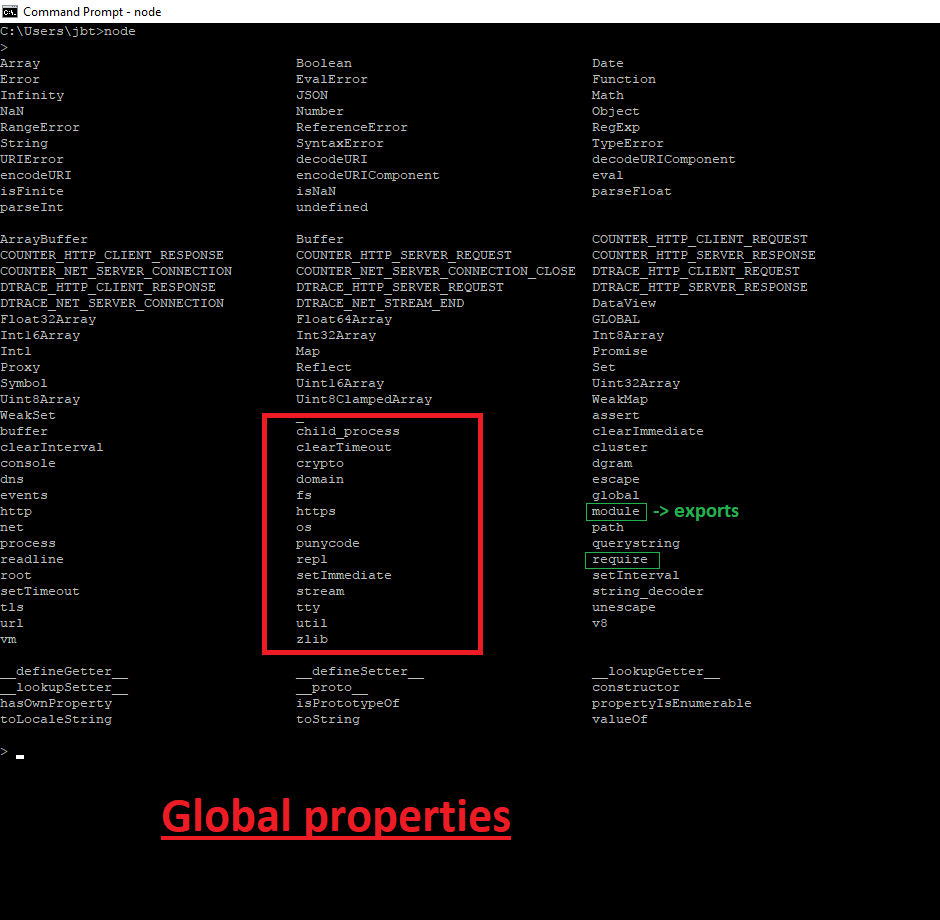 Command Prompt - node
C:\Users\jbt>node
>
Array Boolean Date
Error EvalError Function
Infinity JSON Math
NaN Number Object
RangeError ReferenceError RegExp
String SyntaxError TypeError
URIError decodeURI decodeURIComponent
encodeURI encodeURIComponent eval
isFinite isNaN parseFloat
parseInt undefined
ArrayBuffer Buffer COUNTER_HTTP_CLIENT_REQUEST
COUNTER_HTTP_CLIENT_RESPONSE COUNTER_HTTP_SERVER_REQUEST COUNTER_HTTP_SERVER_RESPONSE
COUNTER_NET_SERVER_CONNECTION COUNTER_NET_SERVER_CONNECTION_CLOSE DTRACE_HTTP_CLIENT_REQUEST
DTRACE_HTTP_CLIENT_RESPONSE DTRACE_HTTP_SERVER_REQUEST DTRACE_HTTP_SERVER_RESPONSE
DTRACE_NET_SERVER_CONNECTION DTRACE_NET_STREAM_END DataView
Float32Array Float64Array GLOBAL
Int16Array Int32Array Int8Array
Intl Map Promise
Proxy Reflect Set
Symbol Uint16Array Uint32Array
Uint8Array Uint8ClampedArray WeakMap
WeakSet _ assert
buffer child_process clearImmediate
clearInterval clearTimeout cluster
console crypto dgram
dns domain escape
events fs global
http https module -> exports
net os path
process punycode querystring
readline repl require
root setImmediate setInterval
setTimeout stream string_decoder
tls tty unescape
url util v8
vm zlib
__defineGetter__ __defineSetter__ __lookupGetter__
__lookupSetter__ __proto__ constructor
hasOwnProperty isPrototypeOf propertyIsEnumerable
toLocaleString toString valueOf
> _
Global properties